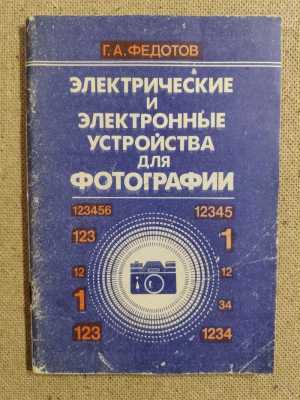 Г. А. ФЕДОТОВ
ЭЛЕКТРИЧЕСКИЕ
И
ЭЛЕКТРОННЫЕ
УСТРОЙСТВА
ДЛЯ
ФОТОГРАФИИ
123456 12345
123 1
12 12
1 34
123 1234